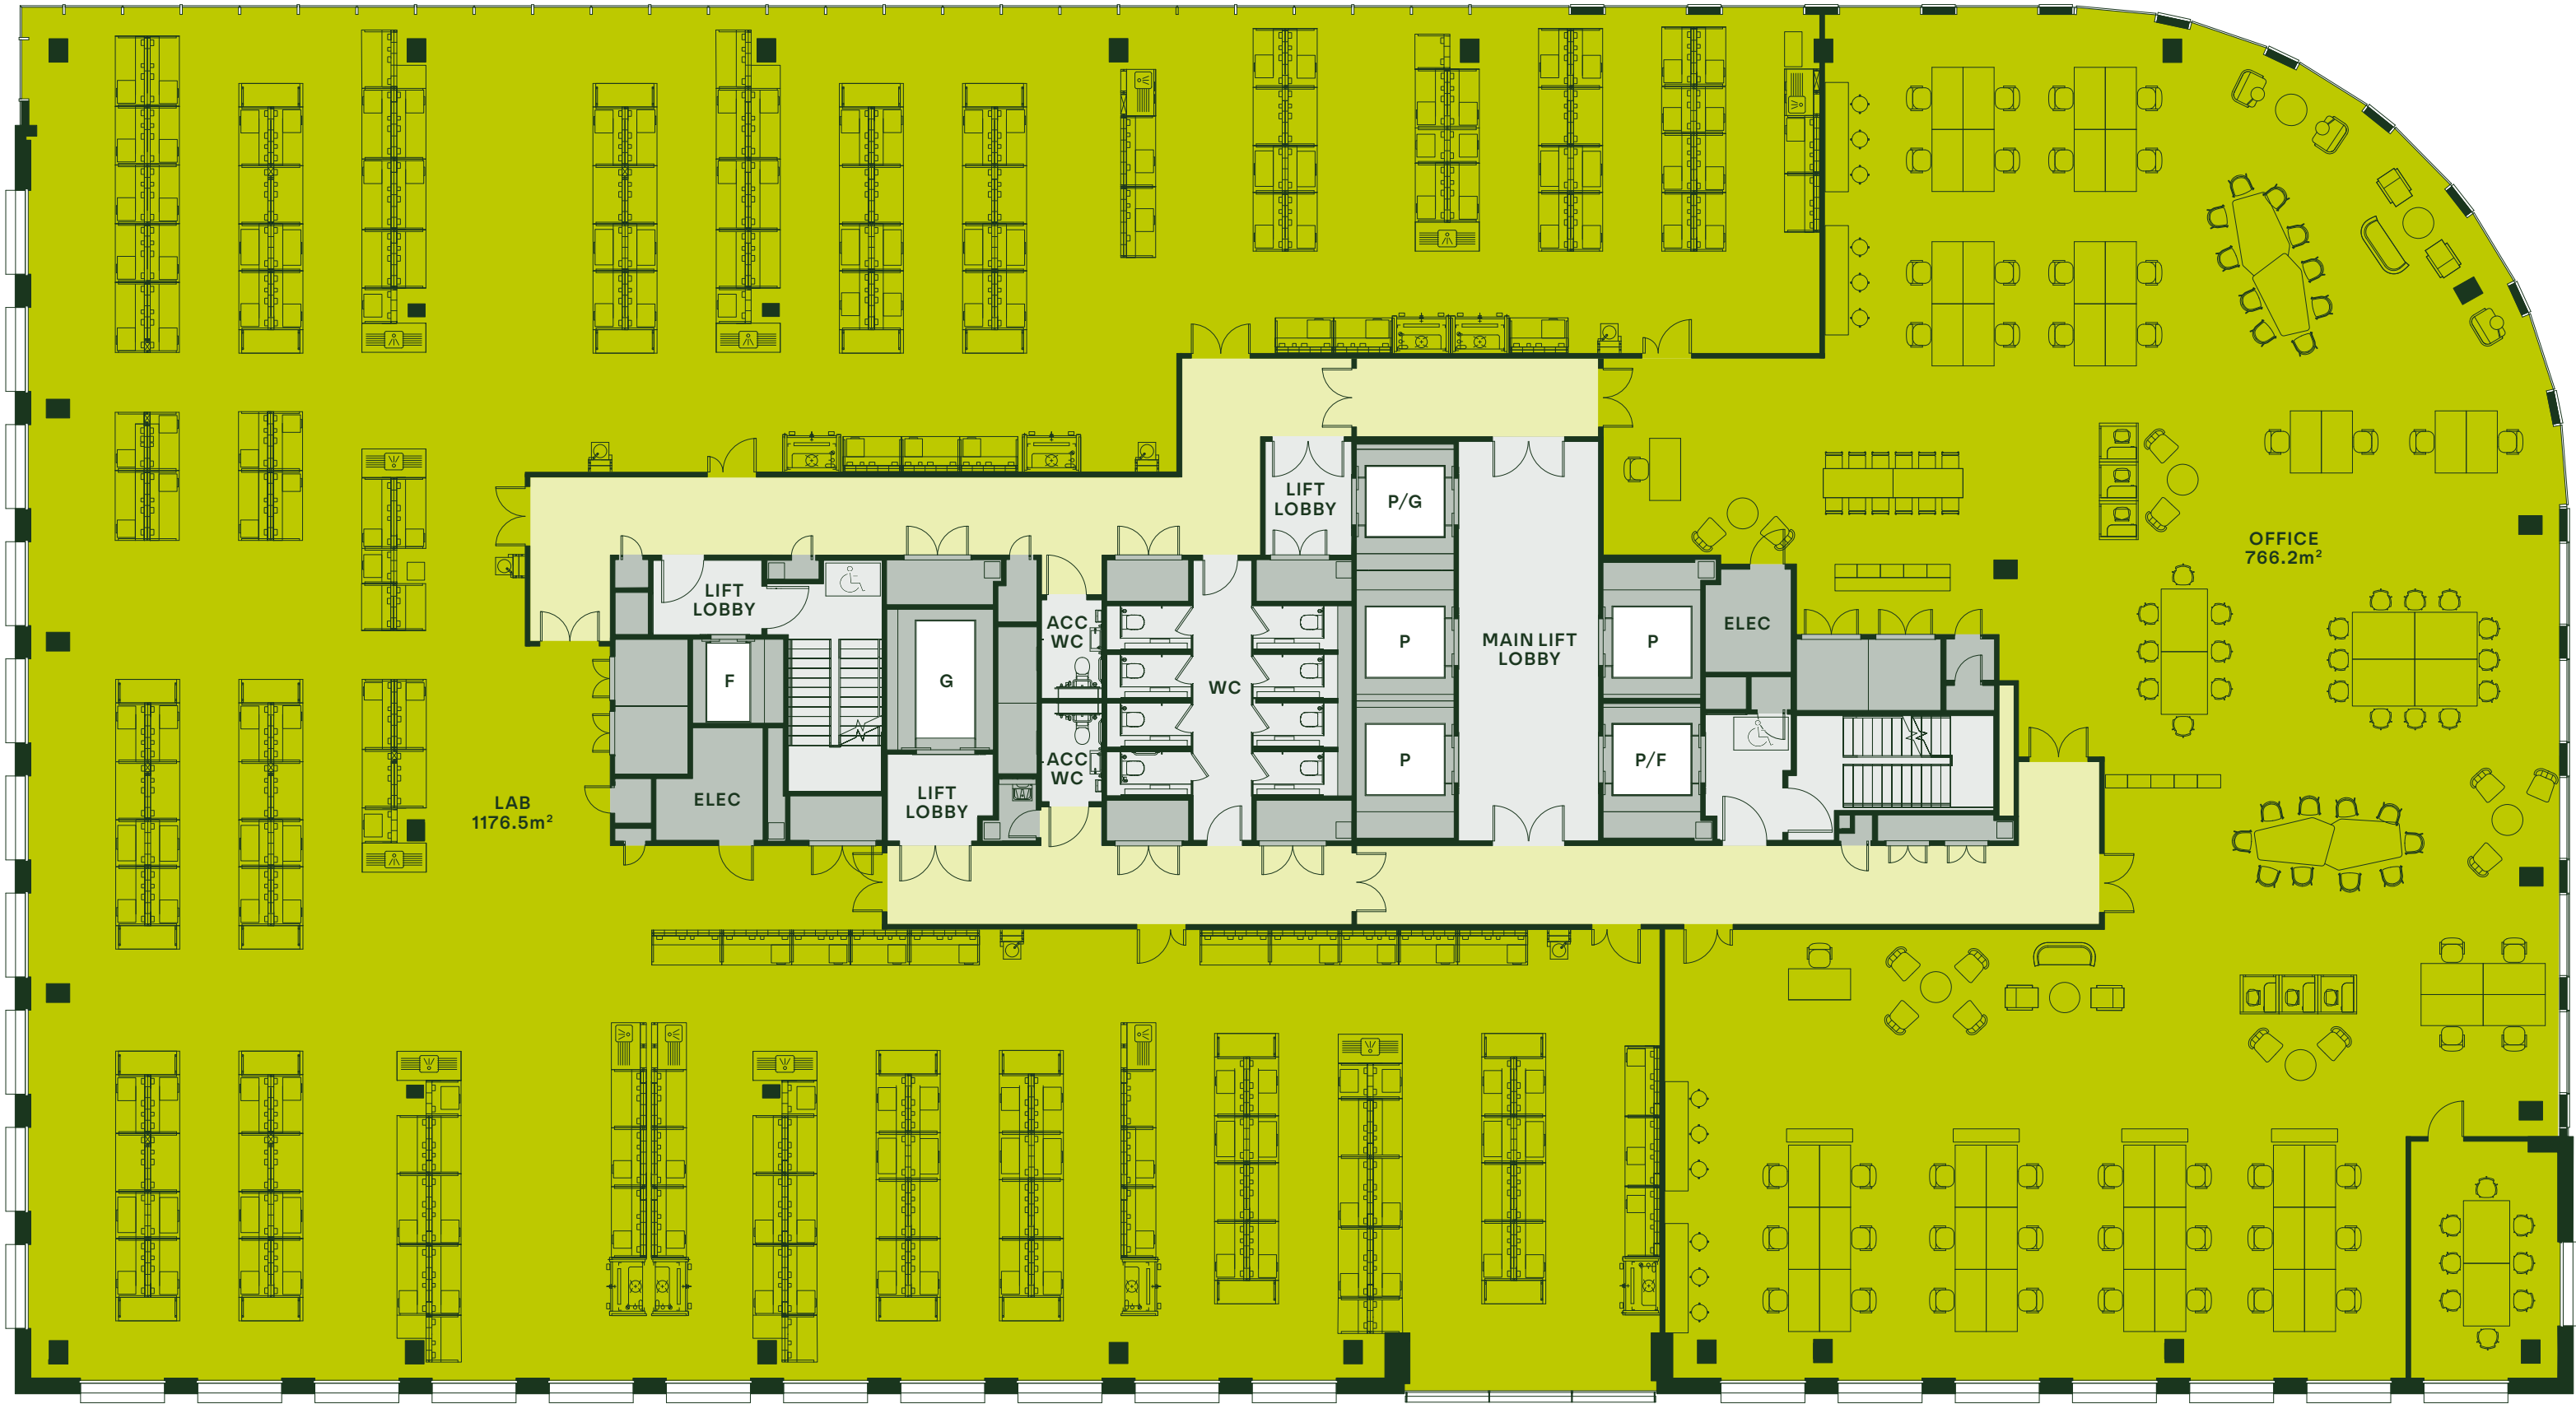 LIFT
LOBBY
P/G
OFFICE
766.2m²
LIFT
LOBBY
ACC
WC
ELEC
P
MAIN LIFT
LOBBY
P
F
G
WC
ACC
WC
P
P/F
ELEC
LIFT
LOBBY
LAB
1176.5m²